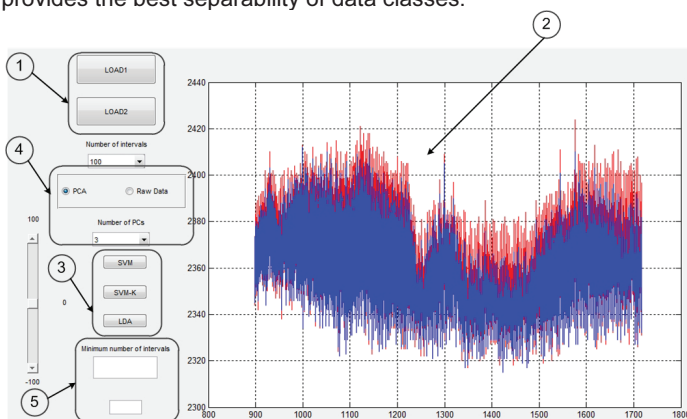 provides the best separability of data classes.
2
1
LOAD1
LOAD2
Number of intervals
100
4
PCA
Raw Data
Number of PCs
3
100
0
-100
3
SVM
SVM-K
LDA
Minimum number of intervals
5
2440
2420
2400
2380
2360
2340
2320
2300
800 900 1000 1100 1200 1300 1400 1500 1600 1700 1800